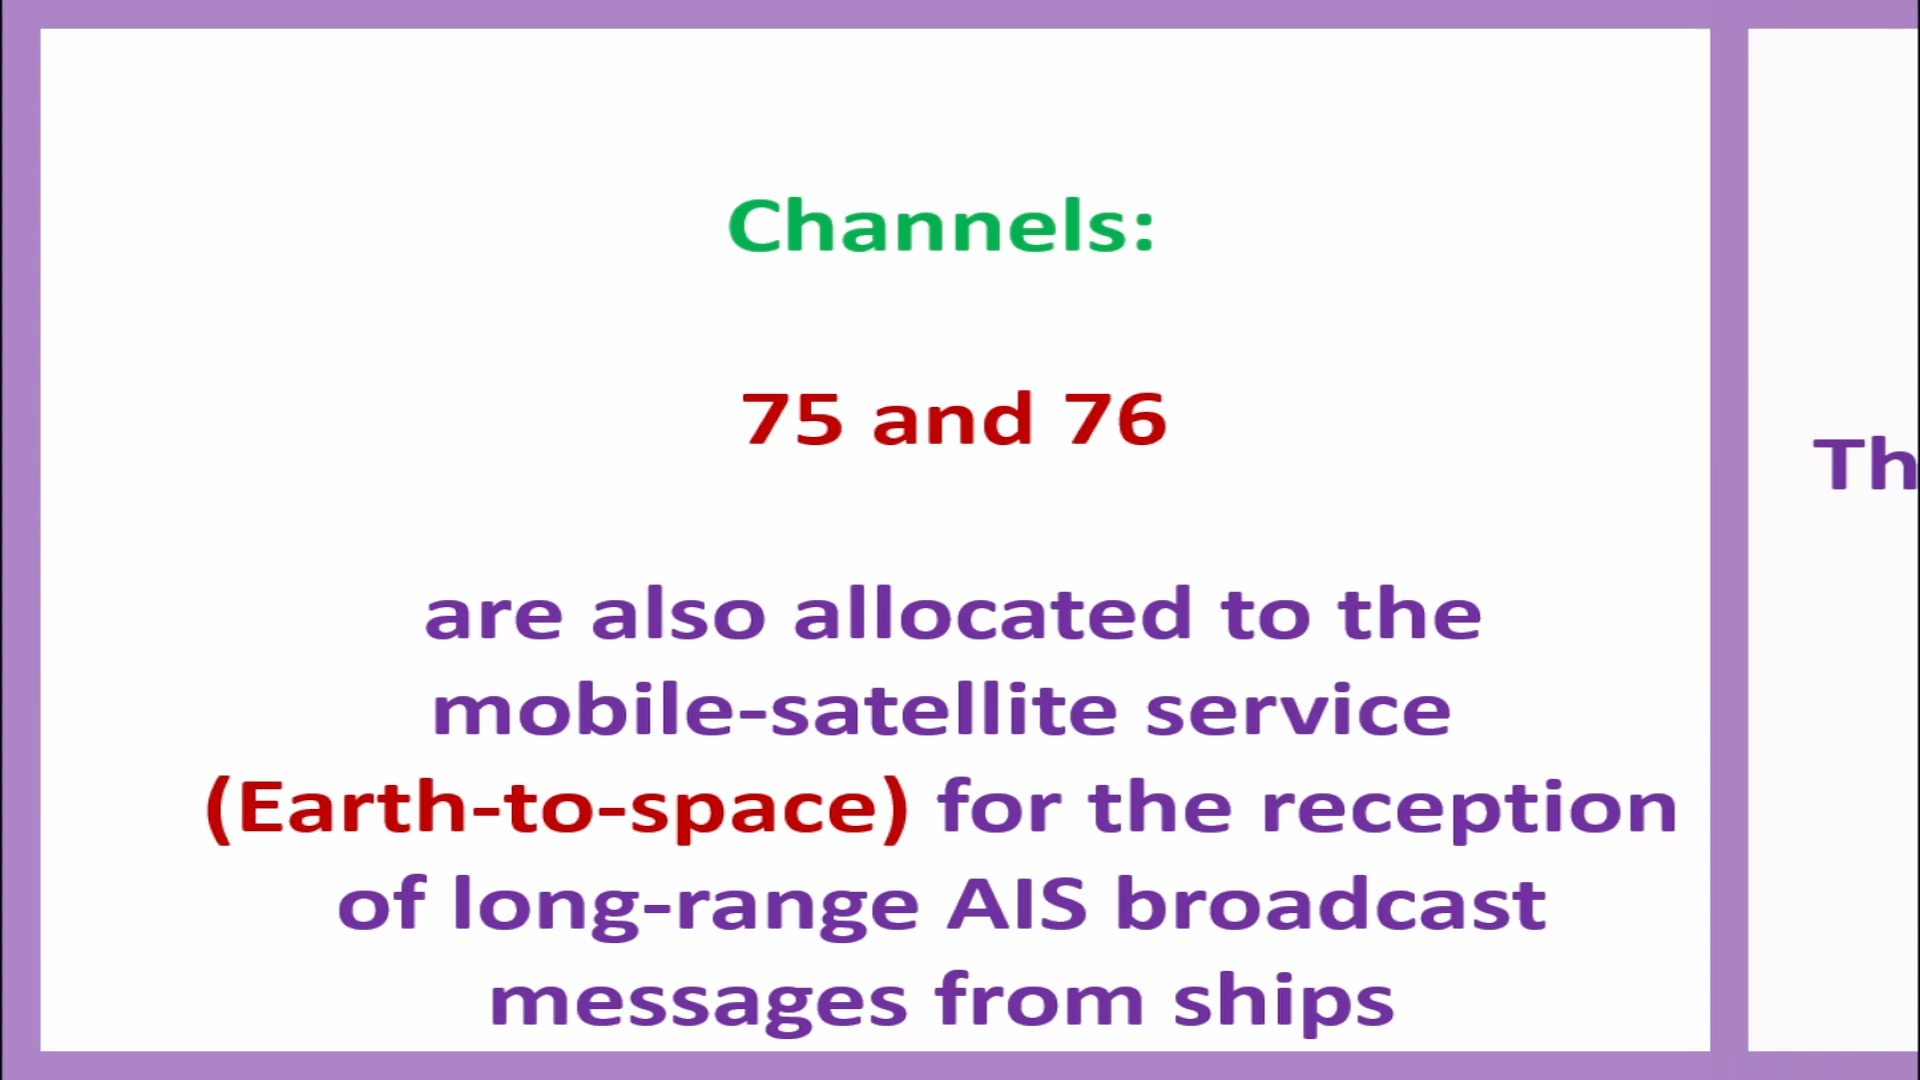 Channels:
75 and 76
are also allocated to the
mobile-satellite service
(Earth-to-space) for the reception
of long-range AIS broadcast
messages from ships
Th